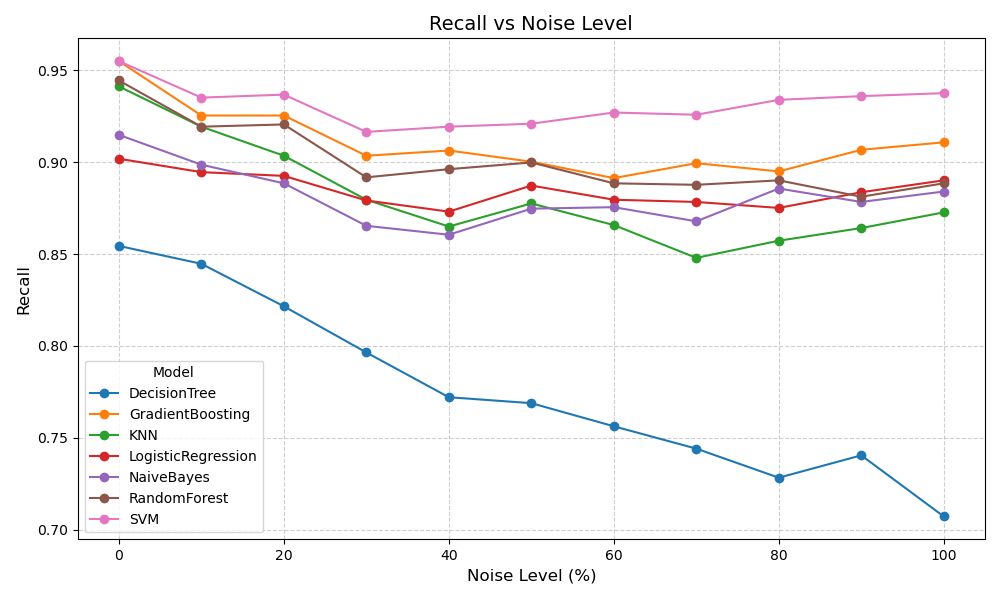 Recall vs Noise Level
Recall
0.95
0.90
0.85
0.80
0.75
0.70
Model
DecisionTree
GradientBoosting
KNN
LogisticRegression
NaiveBayes
RandomForest
SVM
0 20 40 60 80 100
Noise Level (%)